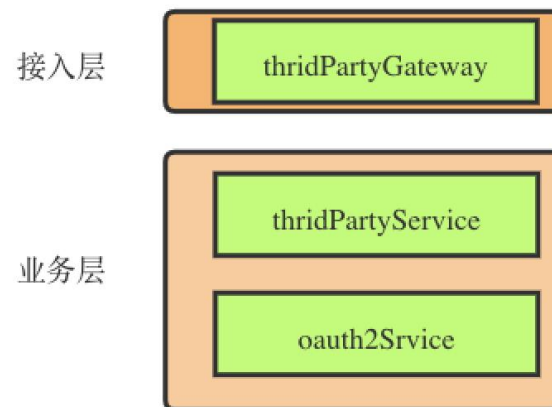 接入层
thridPartyGateway
业务层
thridPartyService
oauth2Srvice